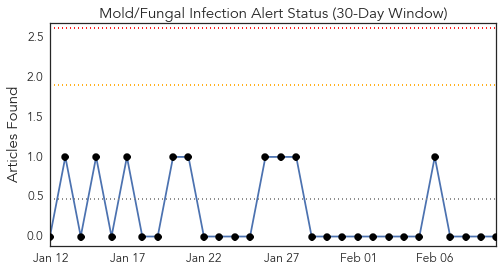 Mold/Fungal Infection Alert Status (30-Day Window)
2.5
2.0
1.5
1.0
0.5
0.0
Articles Found
Jan 12 Jan 17 Jan 22 Jan 27 Feb 01 Feb 06